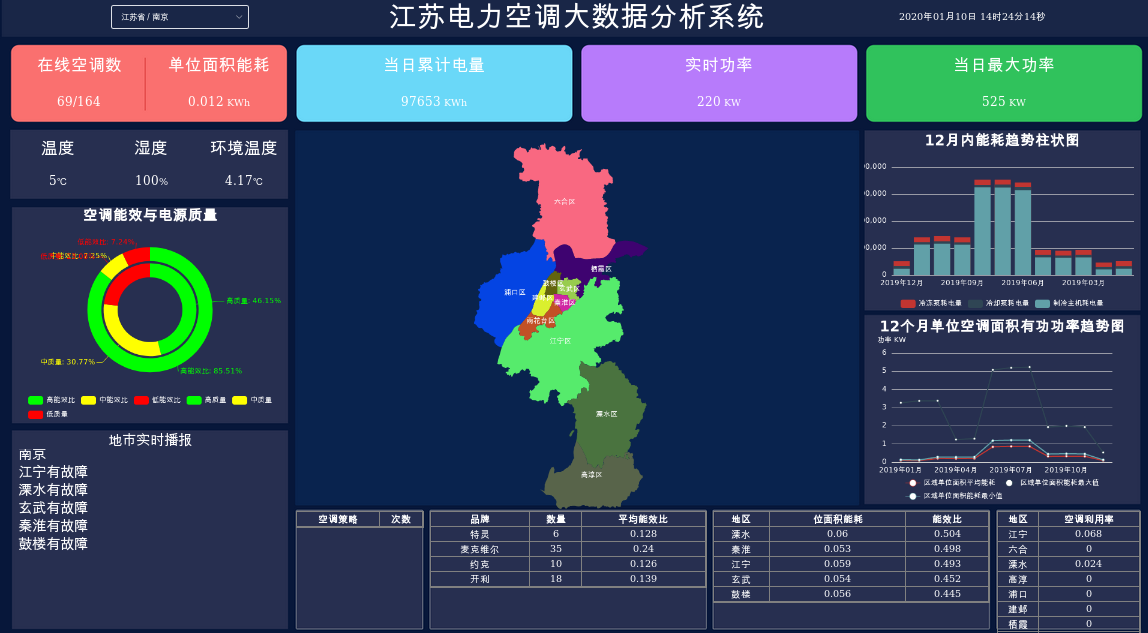 江苏省 / 南京
江苏电力空调大数据分析系统
2020年01月10日 14时24分14秒
在线空调数
69/164
单位面积能耗
0.012 KWh
当日累计电量
97653 KWh
实时功率
220 KW
当日最大功率
525 KW
温度
5℃
湿度
100%
环境温度
4.17℃
空调能效与电源质量
低能效比: 7.24%
中能效比: 7.25%
高质量: 46.15%
中质量: 30.77%
高能效比: 85.51%
高能效比 中能效比 低能效比 高质量 中质量
低质量
地市实时播报
南京
江宁有故障
溧水有故障
玄武有故障
秦淮有故障
鼓楼有故障
六合区
栖霞区
浦口区
鼓楼区
玄武区
秦淮区
雨花台区
江宁区
溧水区
高淳区
12月内能耗趋势柱状图
00,000
00,000
00,000
00,000
0
2019年12月 2019年09月 2019年06月 2019年03月
冷冻泵耗电量 冷却泵耗电量 制冷主机耗电量
12个月单位空调面积有功功率趋势图
功率 KW
6
5
4
3
2
1
0
2019年01月 2019年04月 2019年07月 2019年10月
区域单位面积平均能耗 区域单位面积能耗最大值
区域单位面积能耗最小值
空调策略 次数
品牌 数量 平均能效比
特灵 6 0.128
麦克维尔 35 0.24
约克 10 0.126
开利 18 0.139
地区 位面积能耗 能效比
溧水 0.06 0.504
秦淮 0.053 0.498
江宁 0.059 0.493
玄武 0.054 0.452
鼓楼 0.056 0.445
地区 空调利用率
江宁 0.068
六合 0
溧水 0.024
高淳 0
浦口 0
建邺 0
栖霞 0